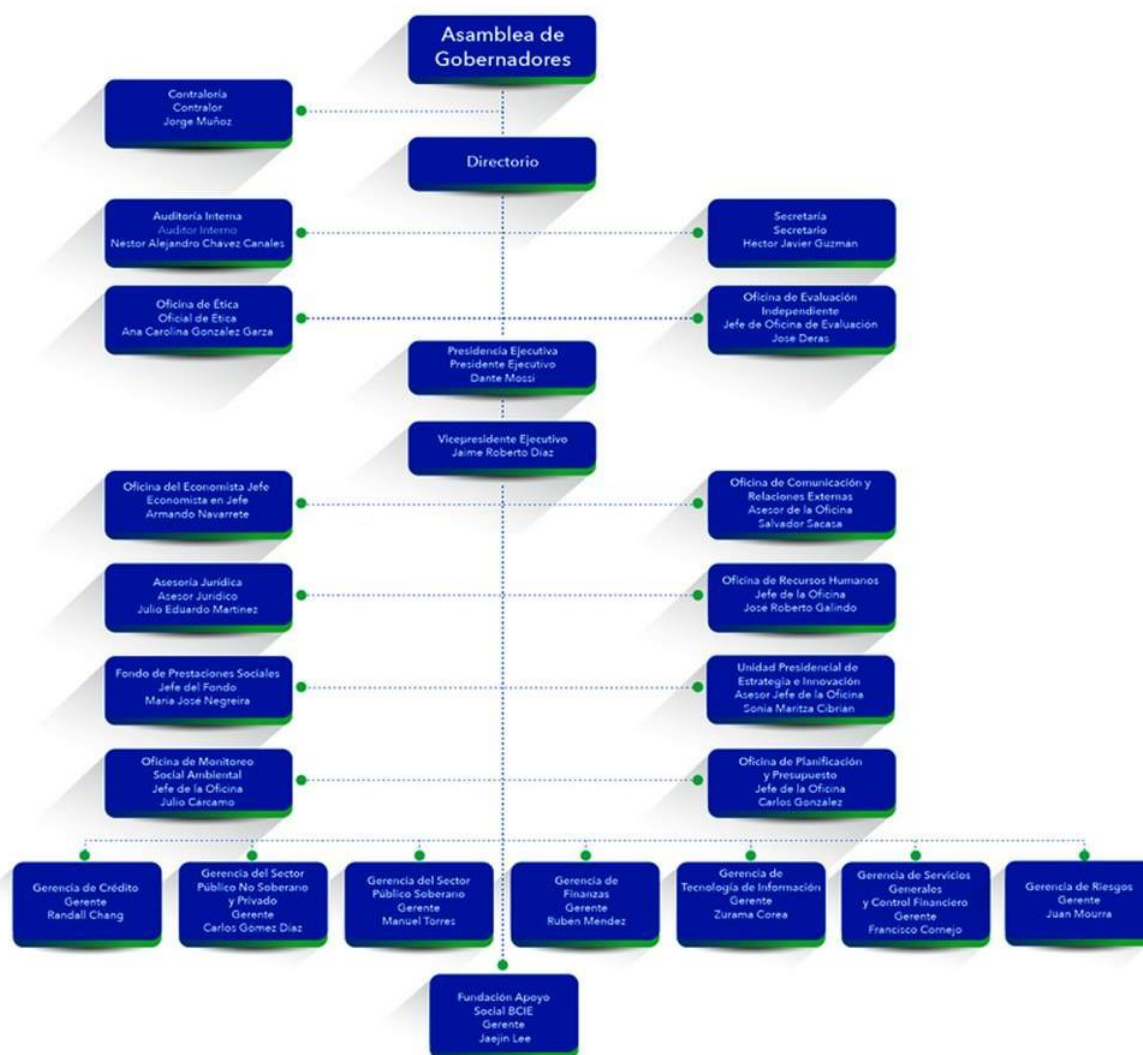 Asamblea de
Gobernadores
Contraloría
Contralor
Jorge Muñoz
Directorio
Auditoría Interna
Auditor Interno
Nestor Alejandro Chavez Canales
Secretaría
Secretario
Hector Javier Guzman
Oficina de Ética
Oficial de Etica
Ana Carolina Gonzalez Garza
Oficina de Evaluación
Independiente
Jefe de Oficina de Evaluación
Jose Deras
Presidencia Ejecutiva
Presidente Ejecutivo
Dante Mossi
Vicepresidente Ejecutivo
Jaime Roberto Diaz
Oficina del Economista Jefe
Economista en Jefe
Armando Navarrete
Oficina de Comunicación y
Relaciones Externas
Asesor de la Oficina
Salvador Sacasa
Asesoría Jurídica
Asesor Juridico
Julio Eduardo Martinez
Oficina de Recursos Humanos
Jefe de la Oficina
Jose Roberto Galindo
Fondo de Prestaciones Sociales
Jefe del Fondo
María José Negreira
Unidad Presidencial de
Estrategia e Innovación
Asesor Jefe de la Oficina
Sonia Maritza Cibrián
Oficina de Monitoreo
Social Ambiental
Jefe de la Oficina
Julio Carcamo
Oficina de Planificación
y Presupuesto
Jefe de la Oficina
Carlos Gonzalez
Gerencia de Crédito
Gerente
Randall Chang
Gerencia del Sector
Público No Soberano
y Privado
Gerente
Carlos Gomez Diaz
Gerencia del Sector
Público Soberano
Gerente
Manuel Torres
Gerencia de
Finanzas
Gerente
Ruben Mendez
Gerencia de
Tecnología de Información
Gerente
Zurama Corea
Gerencia de Servicios
Generales
y Control Financiero
Gerente
Francisco Cornejo
Gerencia de Riesgos
Gerente
Juan Mourra
Fundación Apoyo
Social BCIE
Gerente
Jaejin Lee